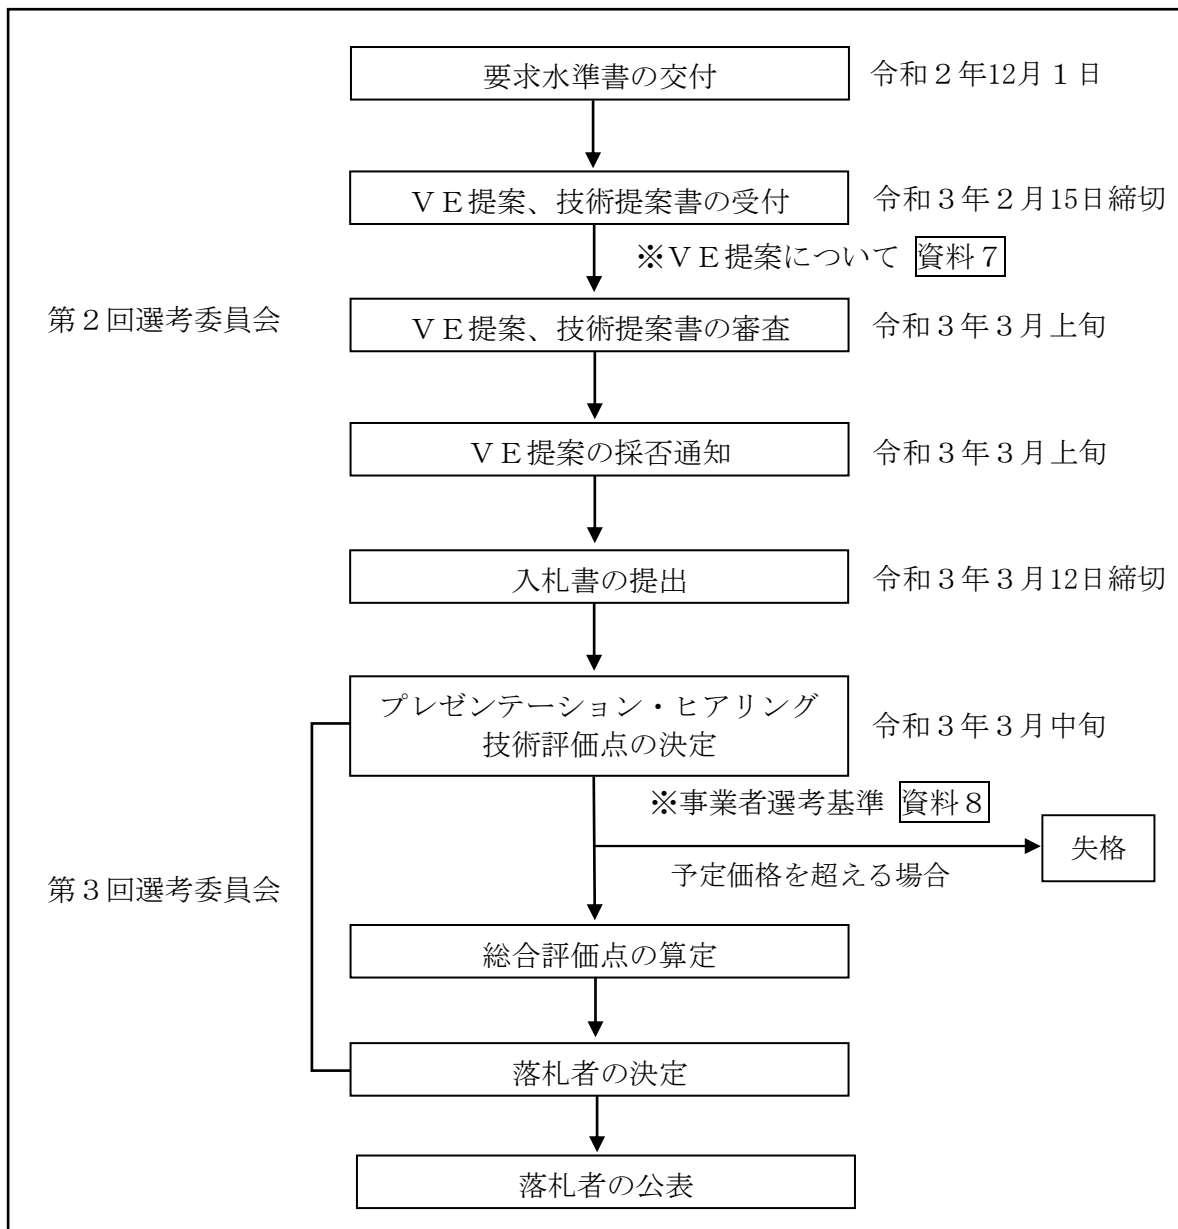 要求水準書の交付 令和２年12月１日
ＶＥ提案、技術提案書の受付 令和３年２月15日締切
※ＶＥ提案について 資料７
第２回選考委員会 ＶＥ提案、技術提案書の審査 令和３年３月上旬
ＶＥ提案の採否通知 令和３年３月上旬
入札書の提出 令和３年３月12日締切
プレゼンテーション・ヒアリング
技術評価点の決定 令和３年３月中旬
※事業者選考基準 資料８
失格
予定価格を超える場合
第３回選考委員会
総合評価点の算定
落札者の決定
落札者の公表